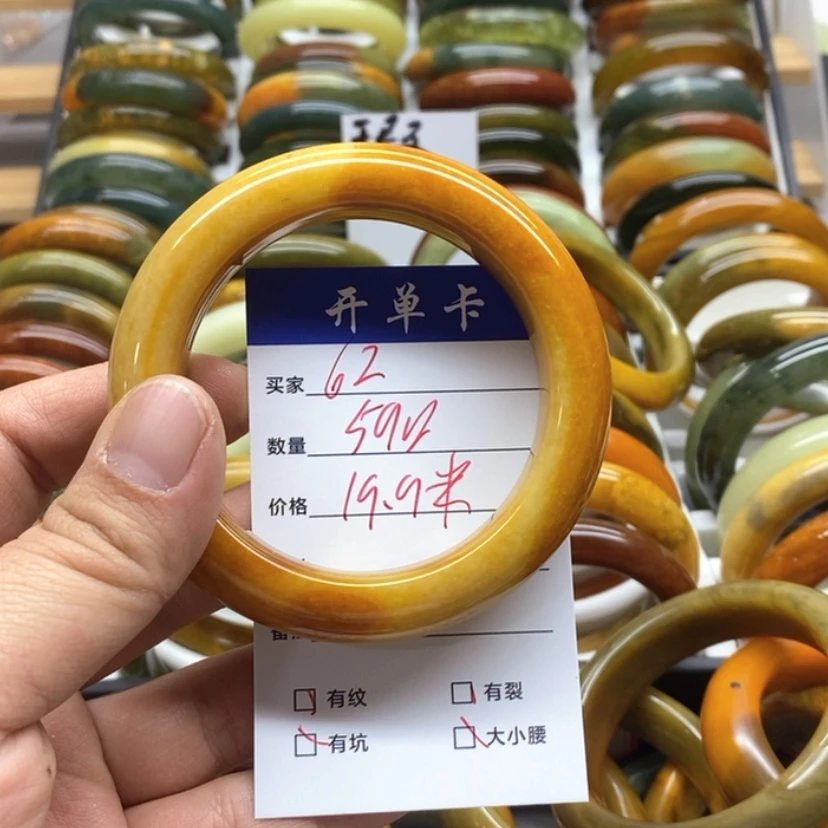 开单卡
买家 62
数量
价格 19.9米
有纹 有裂
有坑 大小腰